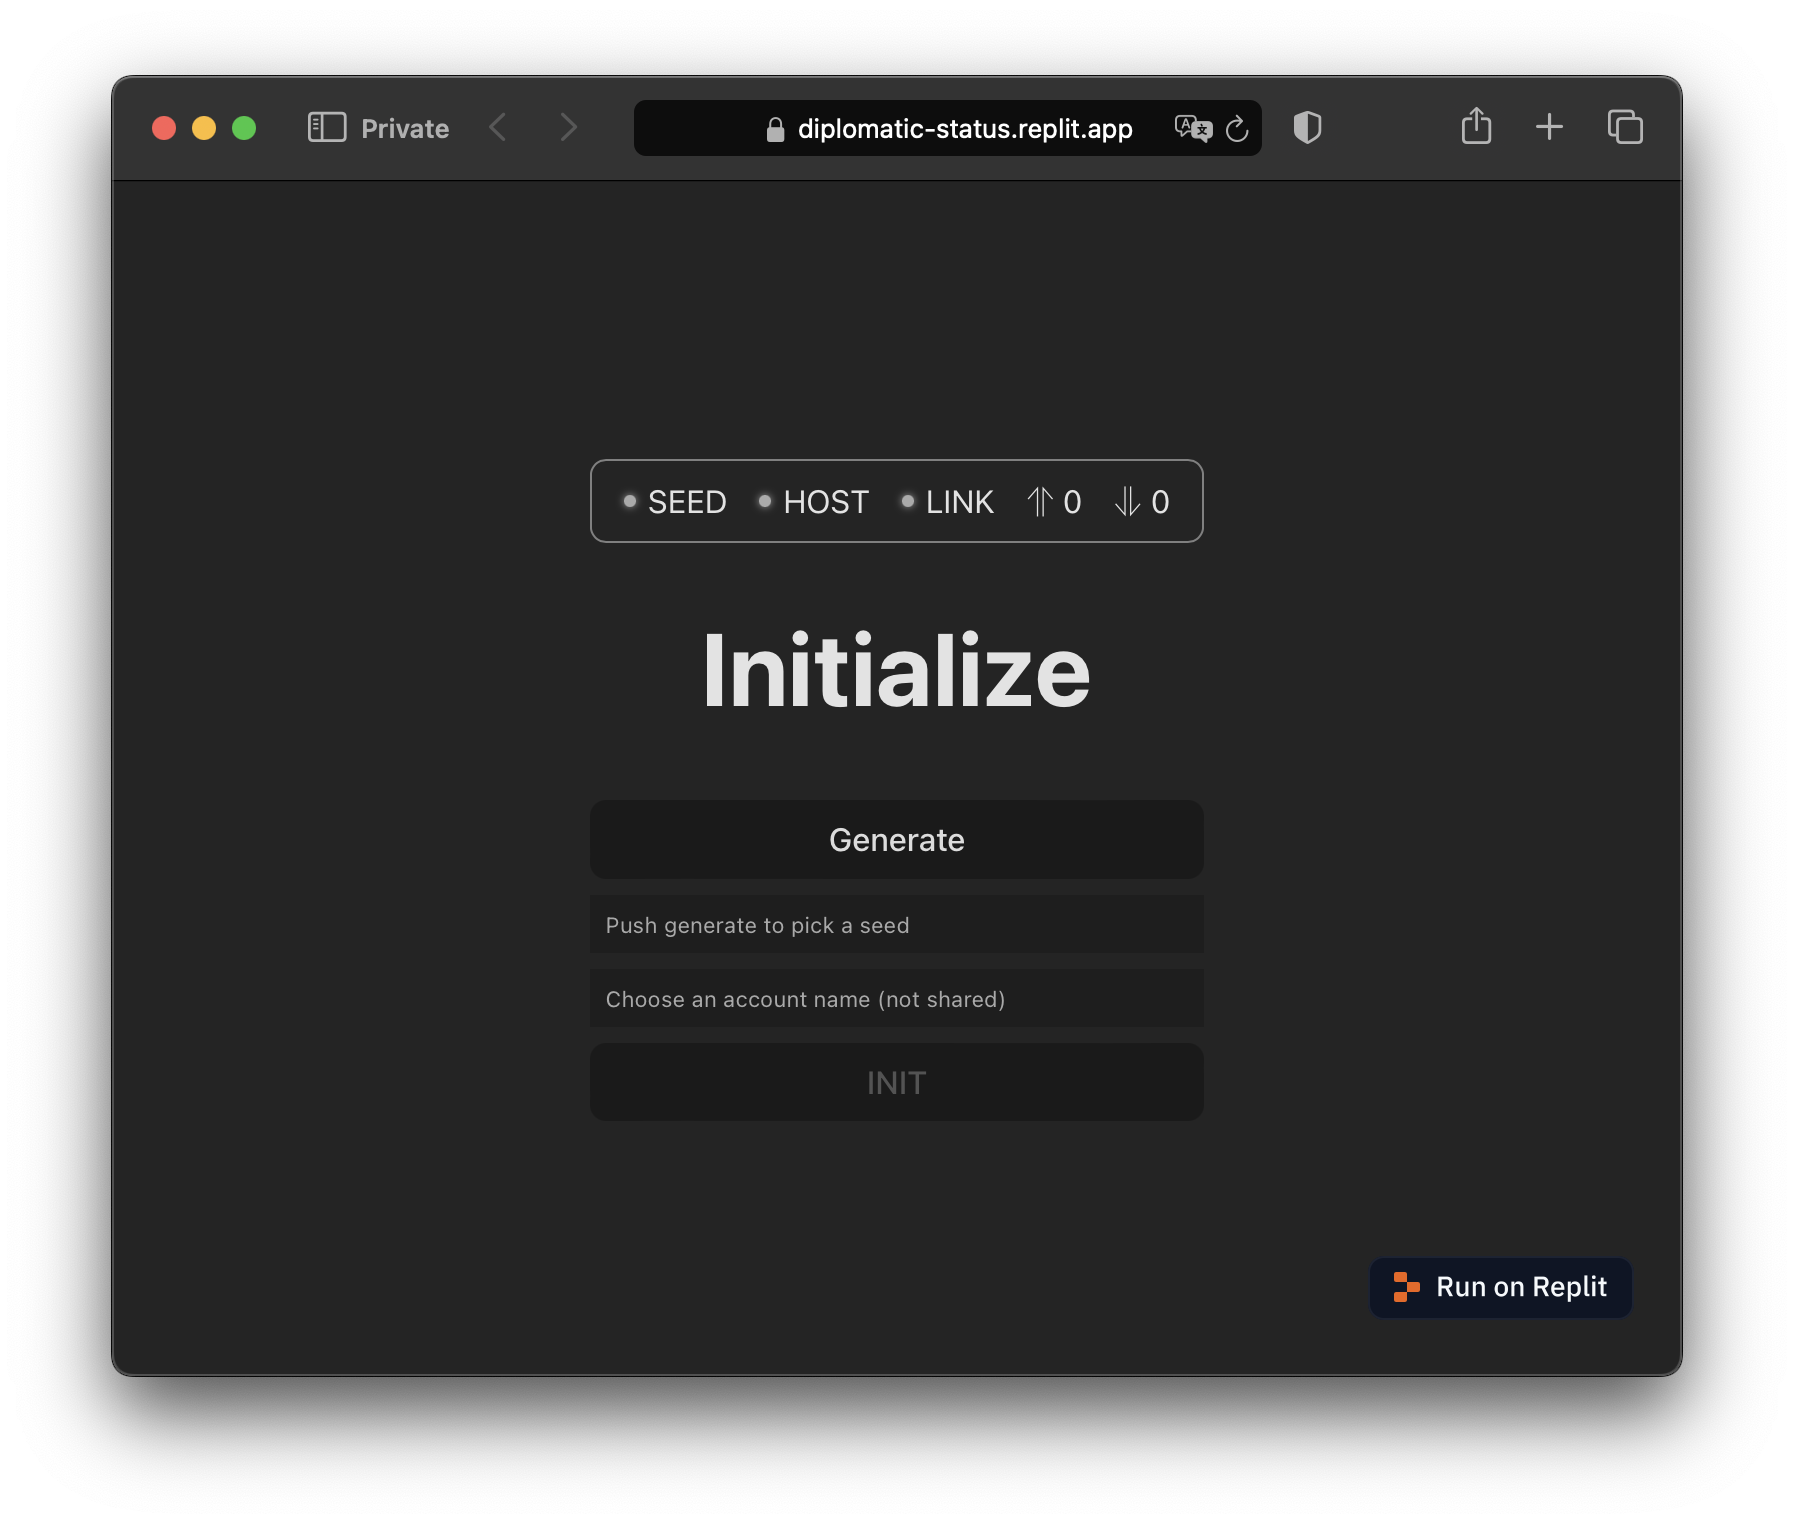 Private
diplomatic-status.replit.app
SEED HOST LINK ⥣ 0 ⥥ 0
Initialize
Generate
Push generate to pick a seed
Choose an account name (not shared)
INIT
Run on Replit